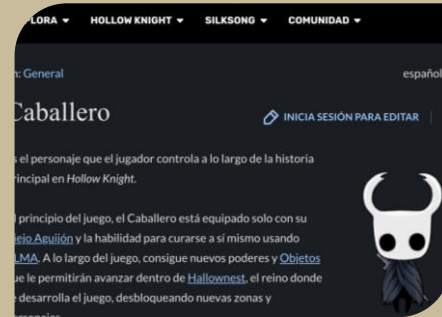 LORA HOLLOW KNIGHT SILKSONG COMUNIDAD
: General español
Caballero INICIA SESIÓN PARA EDITAR
s el personaje que el jugador controla a lo largo de la historia
rincipal en Hollow Knight.
l principio del juego, el Caballero está equipado solo con su
iejo Aguijón y la habilidad para curarse a sí mismo usando
LMA. A lo largo del juego, consigue nuevos poderes y Objetos
ue le permitirán avanzar dentro de Hallownest, el reino donde
e desarrolla el juego, desbloqueando nuevas zonas y